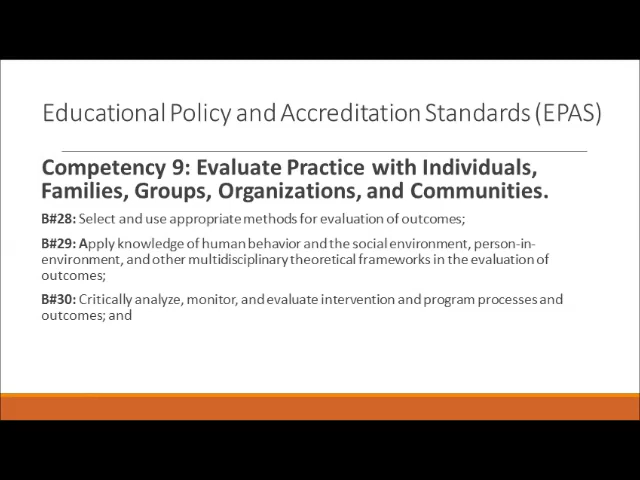 Educational Policy and Accreditation Standards (EPAS)
Competency 9: Evaluate Practice with Individuals,
Families, Groups, Organizations, and Communities.
B#28: Select and use appropriate methods for evaluation of outcomes;
B#29: Apply knowledge of human behavior and the social environment, person-in-
environment, and other multidisciplinary theoretical frameworks in the evaluation of
outcomes;
B#30: Critically analyze, monitor, and evaluate intervention and program processes and
outcomes; and